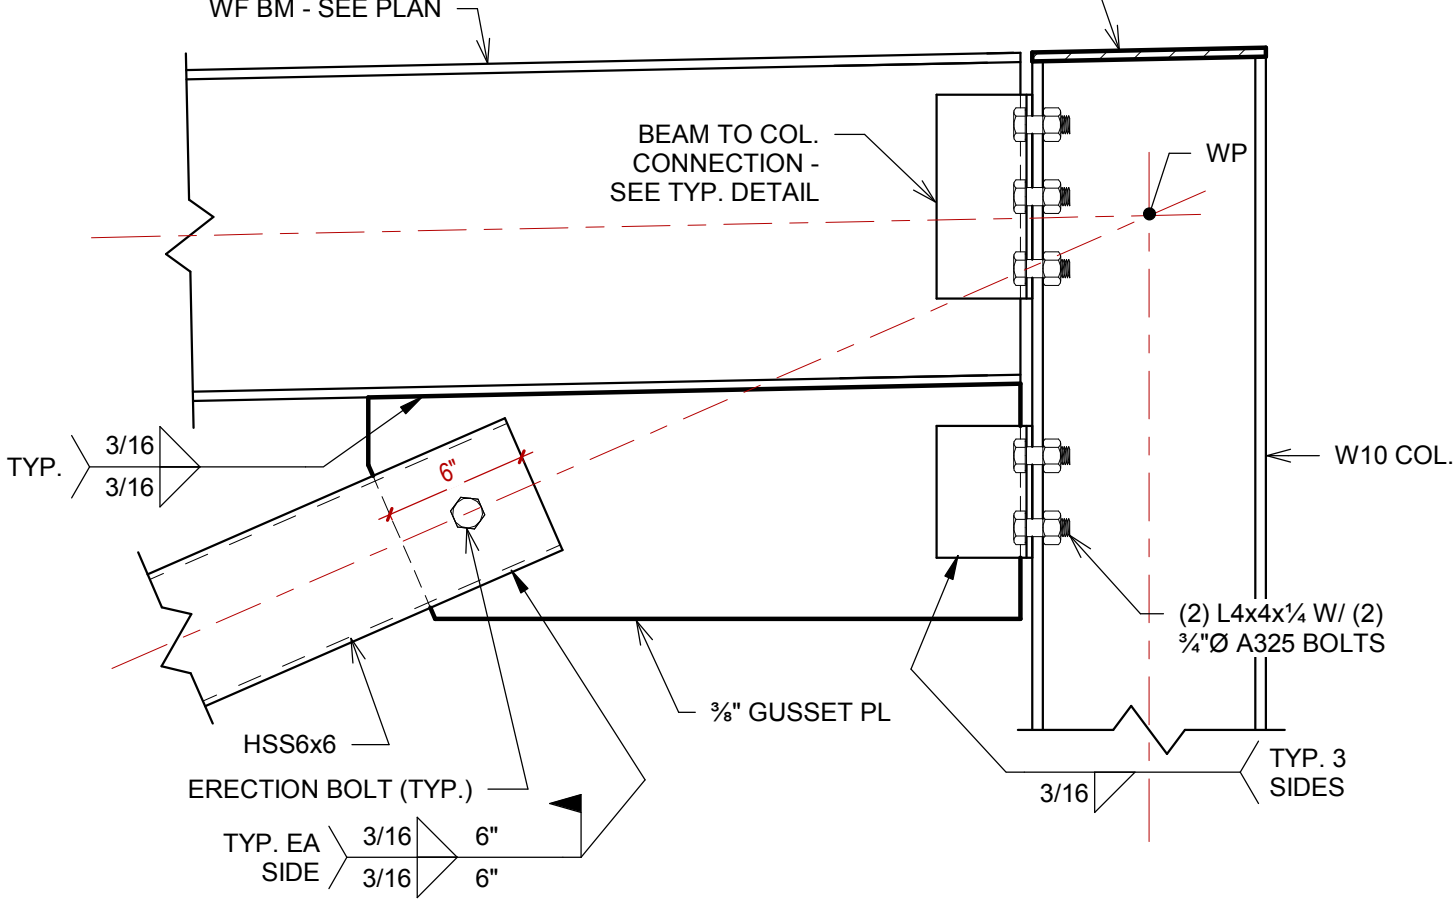 WF BM - SEE PLAN
BEAM TO COL.
CONNECTION -
SEE TYP. DETAIL
WP
TYP.
3/16
3/16
6"
W10 COL.
(2) L4x4x¼ W/ (2)
¾"Ø A325 BOLTS
⅜" GUSSET PL
HSS6x6
ERECTION BOLT (TYP.)
TYP. 3
SIDES
3/16
TYP. EA
SIDE
3/16 6"
3/16 6"